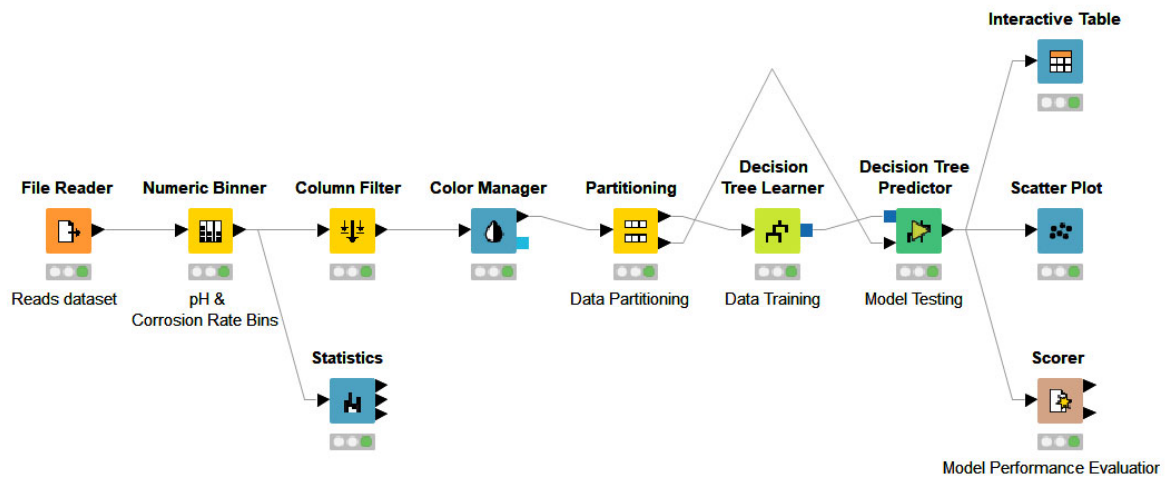 Interactive Table
File Reader
Reads dataset
Numeric Binner
pH &
Corrosion Rate Bins
Column Filter
Statistics
Color Manager
Partitioning
Data Partitioning
Decision
Tree Learner
Data Training
Decision Tree
Predictor
Model Testing
Scatter Plot
Scorer
Model Performance Evaluatior